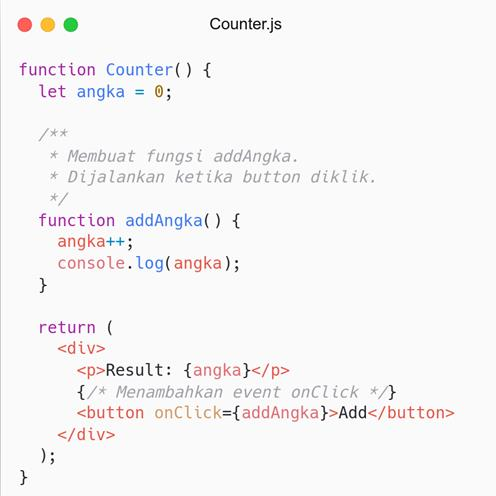 Counter.js
function Counter() {
  let angka = 0;

  /**
   * Membuat fungsi addAngka.
   * Dijalankan ketika button diklik.
   */
  function addAngka() {
    angka++;
    console.log(angka);
  }

  return (
    <div>
      <p>Result: {angka}</p>
      {/* Menambahkan event onClick */}
      <button onClick={addAngka}>Add</button>
    </div>
  );
}